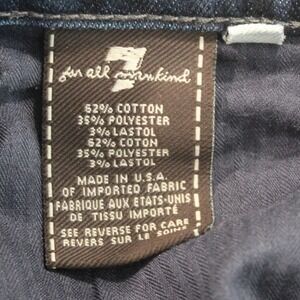 7
for all mankind
62% COTTON
35% POLYESTER
3% LASTOL
62% COTON
35% POLYESTER
3% LASTOL
MADE IN U.S.A.
OF IMPORTED FABRIC
FABRIQUE AUX ETATS-UNIS
DE TISSU IMPORTÉ
SEE REVERSE FOR CARE
REVERS SUR LE SOINS